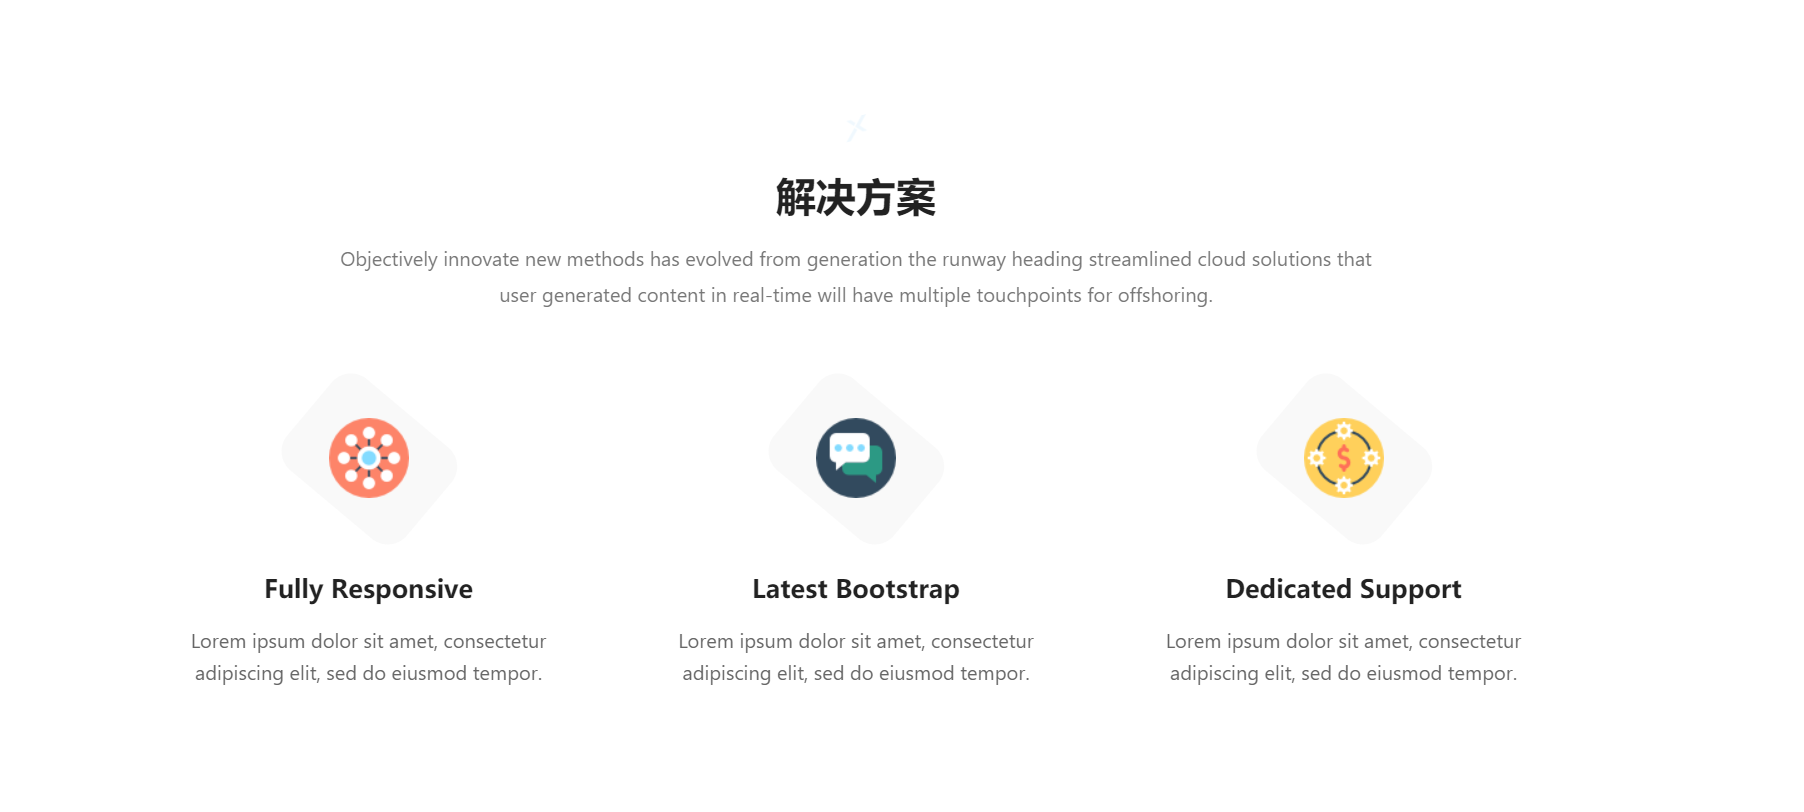 解决方案
Objectively innovate new methods has evolved from generation the runway heading streamlined cloud solutions that
user generated content in real-time will have multiple touchpoints for offshoring.
Fully Responsive
Lorem ipsum dolor sit amet, consectetur
adipiscing elit, sed do eiusmod tempor.
Latest Bootstrap
Lorem ipsum dolor sit amet, consectetur
adipiscing elit, sed do eiusmod tempor.
$
Dedicated Support
Lorem ipsum dolor sit amet, consectetur
adipiscing elit, sed do eiusmod tempor.